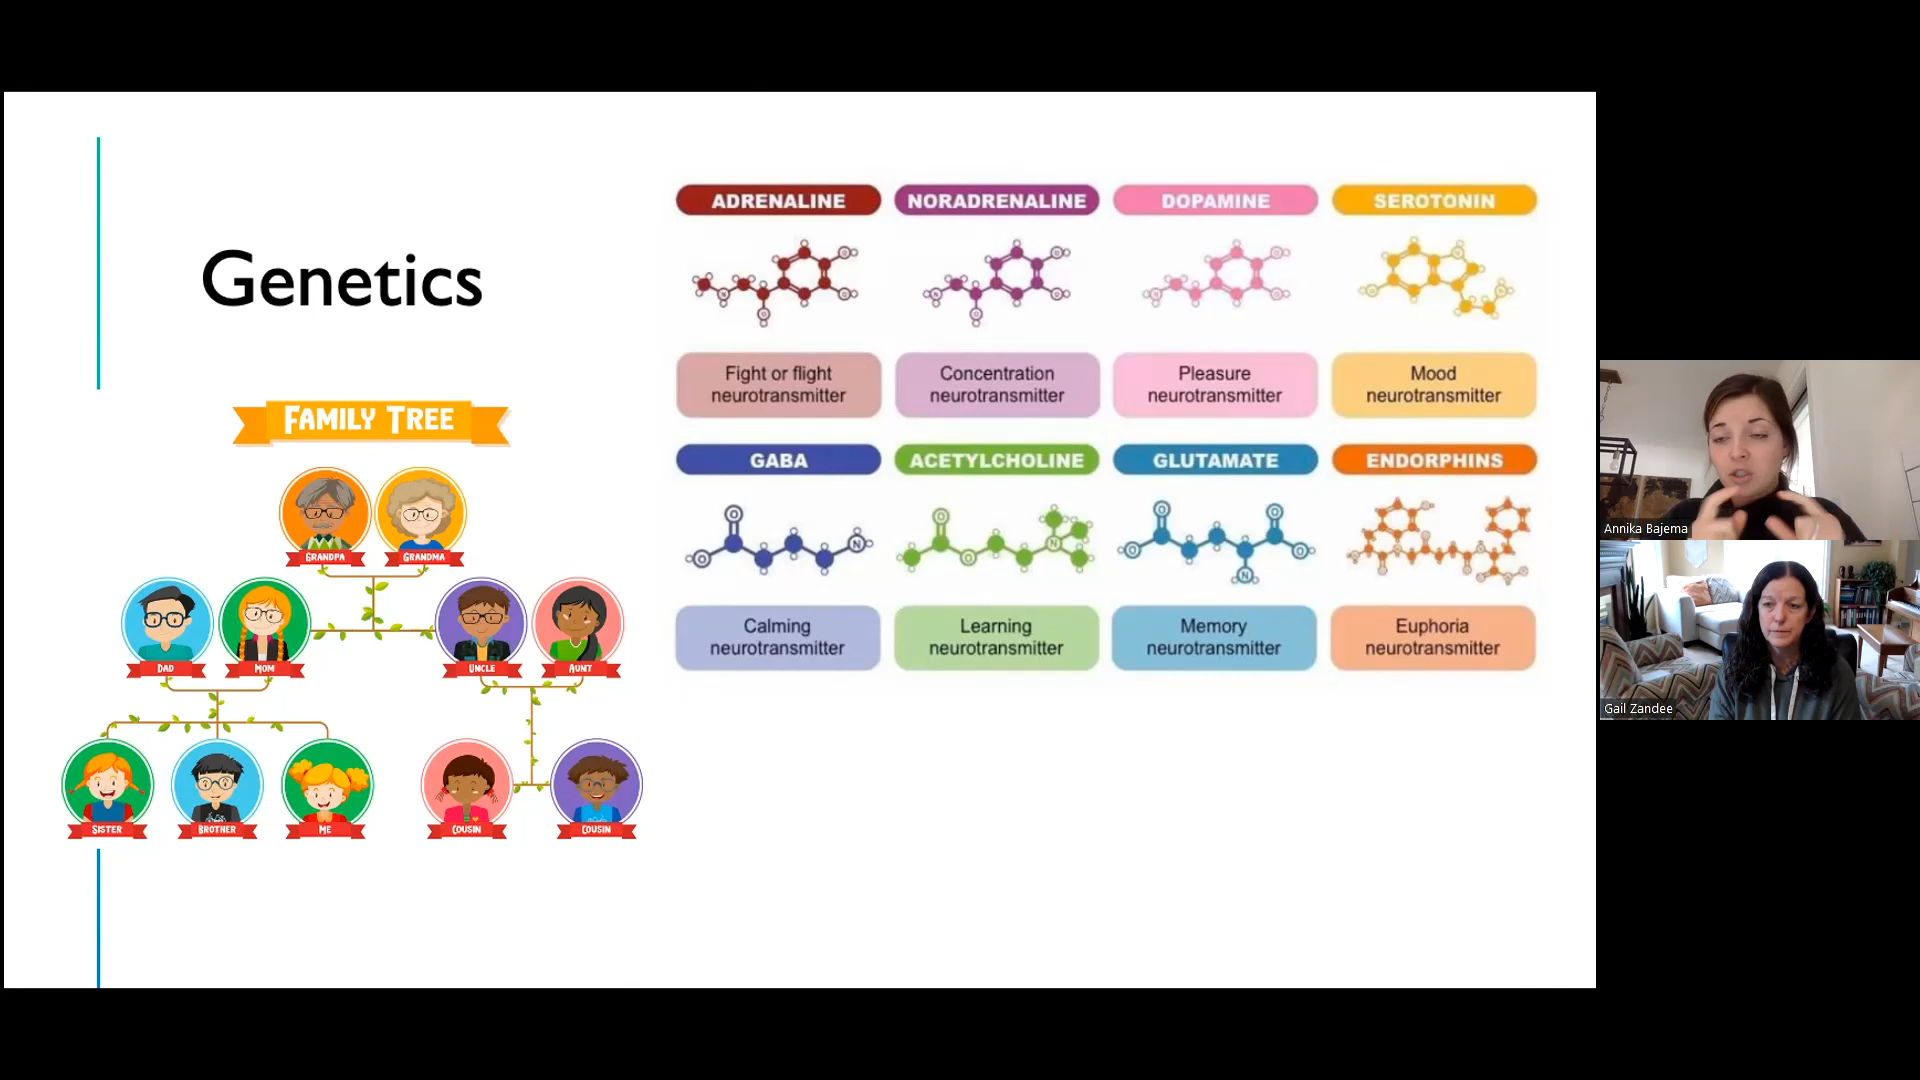 Genetics
FAMILY TREE
GRANDPA
GRANDMA
DAD
MOM
UNCLE
AUNT
SISTER
BROTHER
ME
COUSIN
COUSIN
ADRENALINE
NORADRENALINE
DOPAMINE
SEROTONIN
Fight or flight
neurotransmitter
Concentration
neurotransmitter
Pleasure
neurotransmitter
Mood
neurotransmitter
GABA
ACETYLCHOLINE
GLUTAMATE
ENDORPHINS
Calming
neurotransmitter
Learning
neurotransmitter
Memory
neurotransmitter
Euphoria
neurotransmitter
Annika Bajema
Gail Zandee